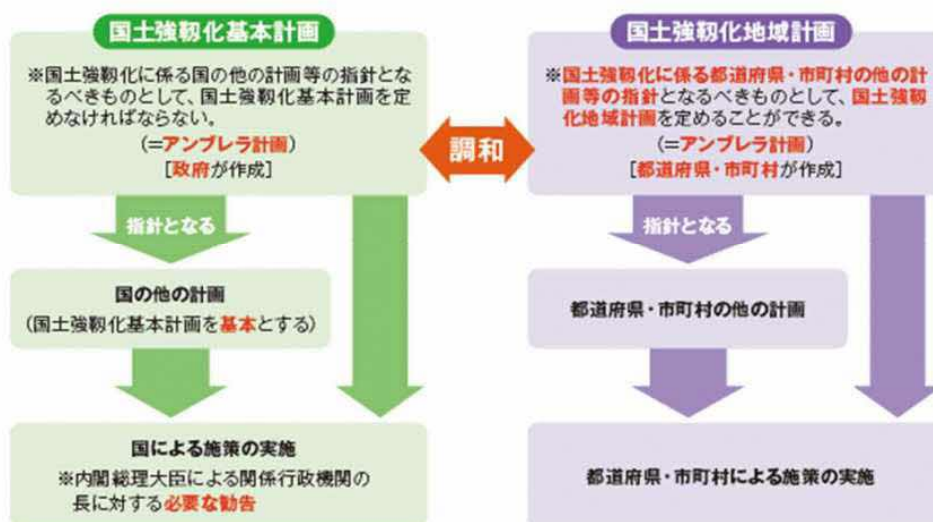 国土強靱化基本計画
※国土強靱化に係る国の他の計画等の指針とな
るべきものとして、国土強靱化基本計画を定
めなければならない。
(=アンブレラ計画)
[政府が作成]
調和
国土強靱化地域計画
※国土強靱化に係る都道府県・市町村の他の計
画等の指針となるべきものとして、国土強靱
化地域計画を定めることができる。
(=アンブレラ計画)
[都道府県・市町村が作成]
指針となる
国の他の計画
(国土強靱化基本計画を基本とする)
国による施策の実施
※内閣総理大臣による関係行政機関の
長に対する必要な勧告
指針となる
都道府県・市町村の他の計画
都道府県・市町村による施策の実施